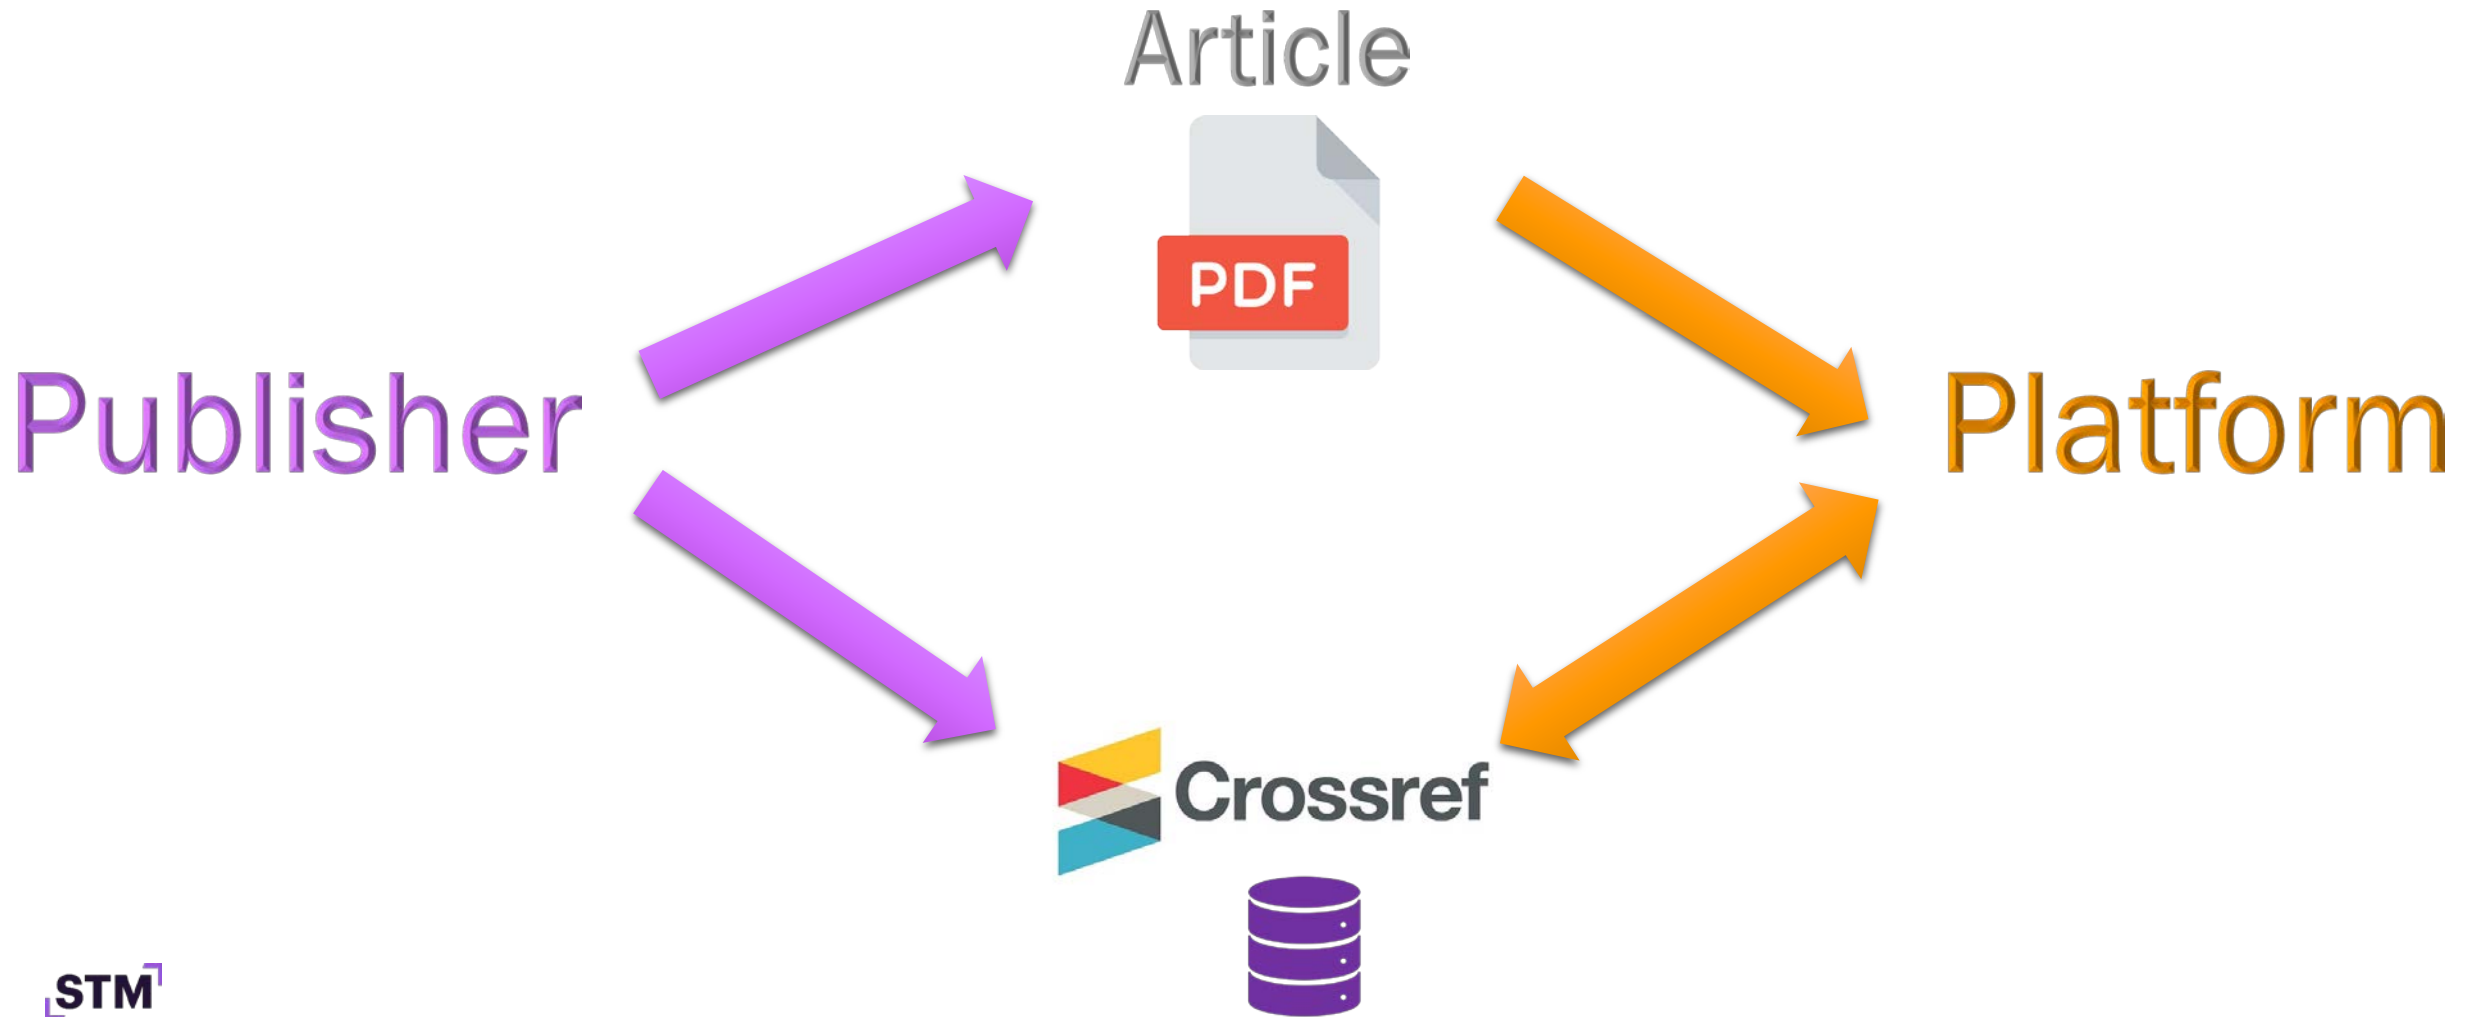 Article
PDF
Publisher
Platform
Crossref
STM